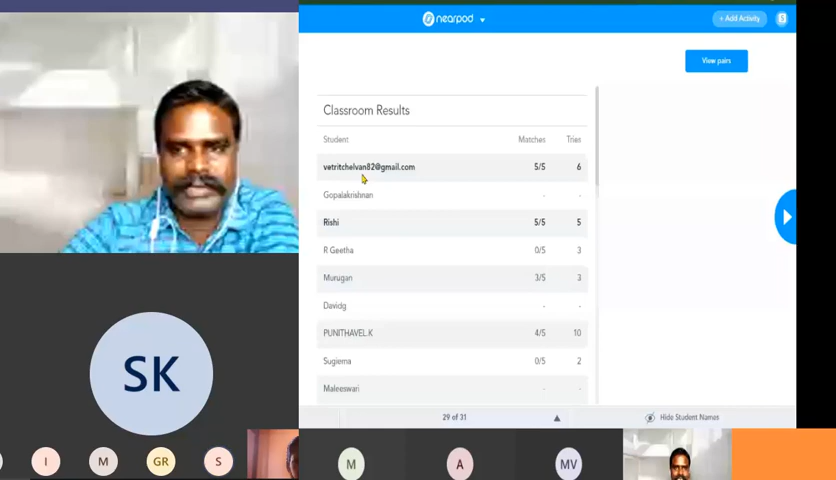 nearpod
+ Add Activity
S
View pairs
Classroom Results
Student Matches Tries
vetritchelvan82@gmail.com 5/5 6
Gopalakrishnan - -
Rishi 5/5 5
R Geetha 0/5 3
Murugan 3/5 3
Davidg - -
PUNITHAVEL.K 4/5 10
Sugiema 0/5 2
Maleeswari - -
29 of 31
Hide Student Names
SK
I M GR S
M A MV